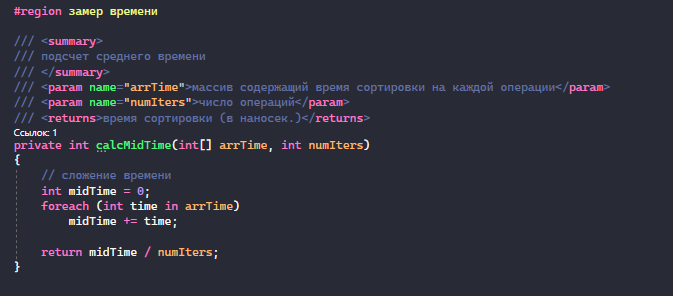 #region замер времени
/// <summary>
/// подсчет среднего времени
/// </summary>
/// <param name="arrTime">массив содержащий время сортировки на каждой операции</param>
/// <param name="numIters">число операций</param>
/// <returns>время сортировки (в наносек.)</returns>
Ссылок: 1
private int calcMidTime(int[] arrTime, int numIters)
{
// сложение времени
int midTime = 0;
foreach (int time in arrTime)
midTime += time;
return midTime / numIters;
}